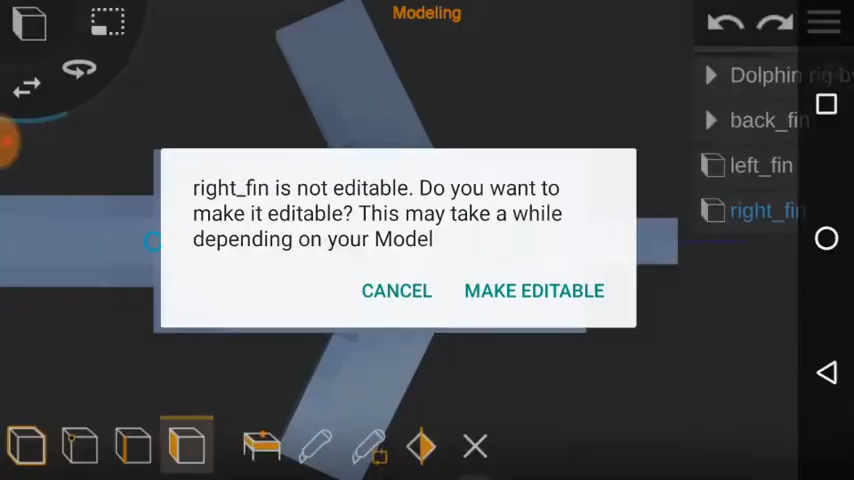 Modeling
Dolphin rig by
back_fin
left_fin
right_fin
right_fin is not editable. Do you want to
make it editable? This may take a while
depending on your Model
CANCEL MAKE EDITABLE